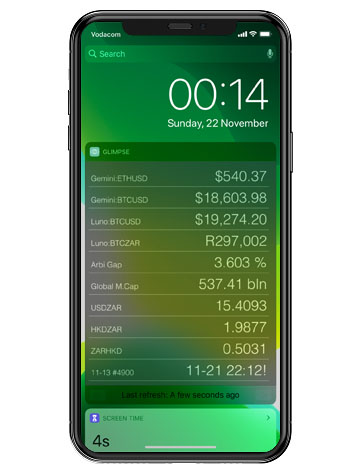 Vodacom
Search
00:14
Sunday, 22 November
GLIMPSE
Gemini:ETHUSD $540.37
Gemini:BTCUSD $18,603.98
Luno:BTCUSD $19,274.20
Luno:BTCZAR R297,002
Arbi Gap 3.603 %
Global M.Cap 537.41 bln
USDZAR 15.4093
HKDZAR 1.9877
ZARHKD 0.5031
11-13 #4900 11-21 22:12!
Last refresh: A few seconds ago
SCREEN TIME
4s